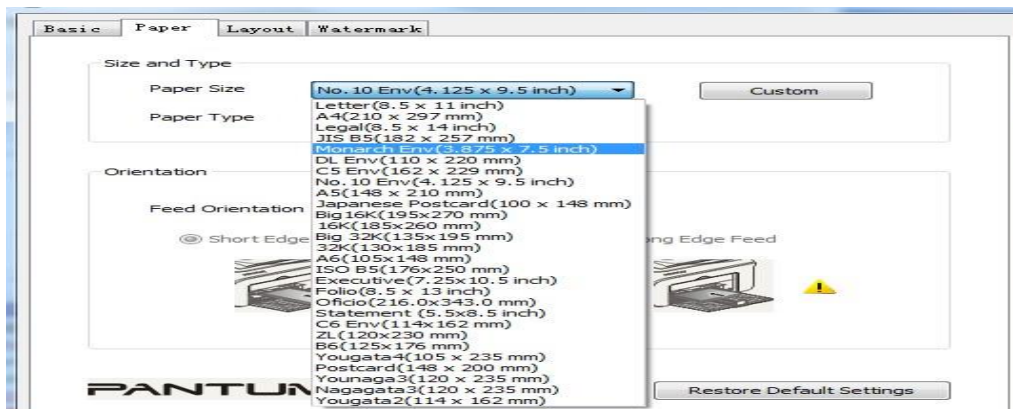 Basic Paper Layout Watermark
Size and Type
Paper Size No. 10 Env(4. 125 x 9. 5 inch) Custom
Paper Type
Letter(8. 5 x 11 inch)
A4(210 x 297 mm)
Legal(8. 5 x 14 inch)
JIS B5(182 x 257 mm)
Monarch Env(3.875 x 7. 5 inch)
DL Env(110 x 220 mm)
C5 Env(162 x 229 mm)
No. 10 Env(4. 125 x 9. 5 inch)
A5(148 x 210 mm)
Japanese Postcard(100 x 148 mm)
Big16K(195x270 mm)
16K(185x260 mm)
Big 32K(135x195 mm)
32K(130x185 mm)
A6(105x148 mm)
ISO B5(176x250 mm)
Executive(7.25x10. 5 inch)
Folio(8. 5 x 13 inch)
Oficio(216.0x343.0 mm)
Statement (5.5x8. 5 inch)
C6 Env(114x162 mm)
ZL(120x230 mm)
B6(125x176 mm)
Yougata4(105 x 235 mm)
Postcard(148 x 200 mm)
Younaga3(120 x 235 mm)
Nagagata3(120 x 235 mm)
Yougata2(114 x 162 mm)
Orientation
Feed Orientation
Short Edge ng Edge Feed
PANTUM Restore Default Settings